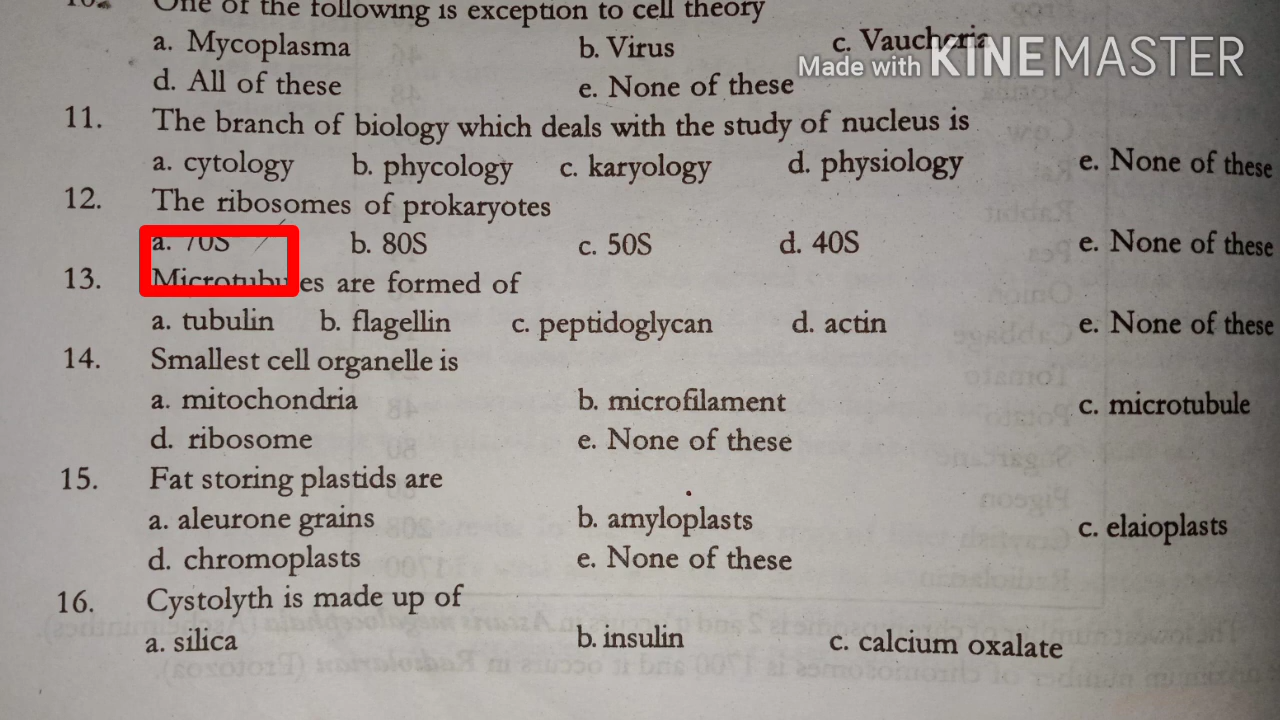 One of the following is exception to cell theory
a. Mycoplasma b. Virus c. Vaucheria
Made with KINEMASTER
d. All of these e. None of these
11. The branch of biology which deals with the study of nucleus is
a. cytology b. phycology c. karyology d. physiology e. None of these
12. The ribosomes of prokaryotes
a. 70S b. 80S c. 50S d. 40S e. None of these
13. Microtubules are formed of
a. tubulin b. flagellin c. peptidoglycan d. actin e. None of these
14. Smallest cell organelle is
a. mitochondria b. microfilament c. microtubule
d. ribosome e. None of these
15. Fat storing plastids are
a. aleurone grains b. amyloplasts c. elaioplasts
d. chromoplasts e. None of these
16. Cystolyth is made up of
a. silica b. insulin c. calcium oxalate